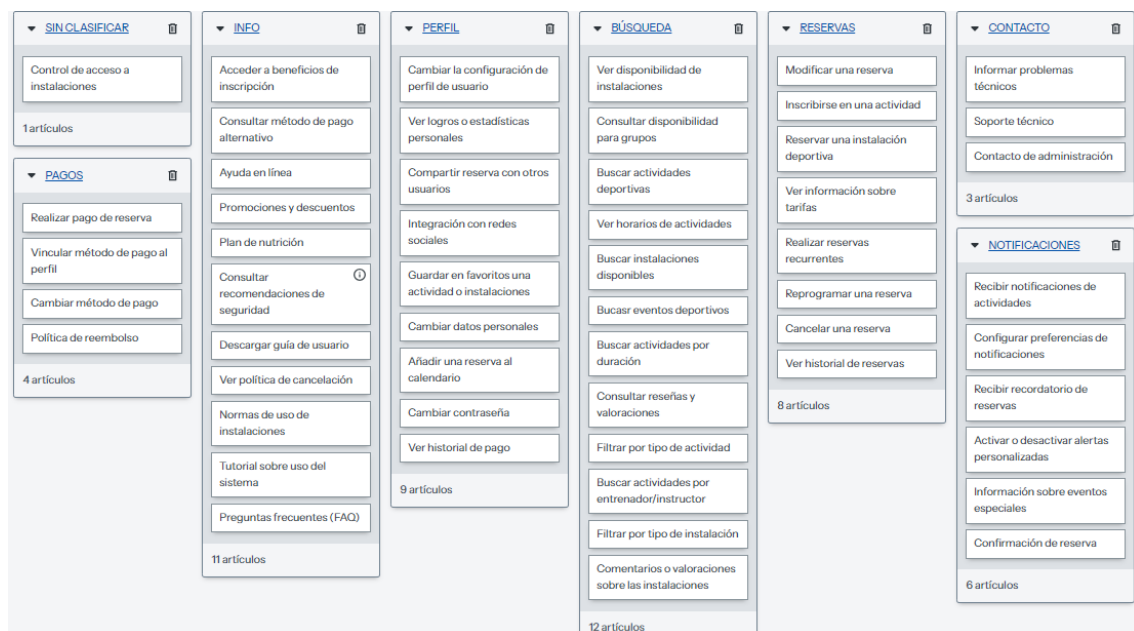 SIN CLASIFICAR
Control de acceso a
instalaciones
1 artículos
PAGOS
Realizar pago de reserva
Vincular método de pago al
perfil
Cambiar método de pago
Política de reembolso
4 artículos
INFO
Acceder a beneficios de
inscripción
Consultar método de pago
alternativo
Ayuda en línea
Promociones y descuentos
Plan de nutrición
Consultar
recomendaciones de
seguridad
Descargar guía de usuario
Ver política de cancelación
Normas de uso de
instalaciones
Tutorial sobre uso del
sistema
Preguntas frecuentes (FAQ)
11 artículos
PERFIL
Cambiar la configuración de
perfil de usuario
Ver logros o estadísticas
personales
Compartir reserva con otros
usuarios
Integración con redes
sociales
Guardar en favoritos una
actividad o instalaciones
Cambiar datos personales
Añadir una reserva al
calendario
Cambiar contraseña
Ver historial de pago
9 artículos
BÚSQUEDA
Ver disponibilidad de
instalaciones
Consultar disponibilidad
para grupos
Buscar actividades
deportivas
Ver horarios de actividades
Buscar instalaciones
disponibles
Bucasr eventos deportivos
Buscar actividades por
duración
Consultar reseñas y
valoraciones
Filtrar por tipo de actividad
Buscar actividades por
entrenador/instructor
Filtrar por tipo de instalación
Comentarios o valoraciones
sobre las instalaciones
12 artículos
RESERVAS
Modificar una reserva
Inscribirse en una actividad
Reservar una instalación
deportiva
Ver información sobre
tarifas
Realizar reservas
recurrentes
Reprogramar una reserva
Cancelar una reserva
Ver historial de reservas
8 artículos
CONTACTO
Informar problemas
técnicos
Soporte técnico
Contacto de administración
3 artículos
NOTIFICACIONES
Recibir notificaciones de
actividades
Configurar preferencias de
notificaciones
Recibir recordatorio de
reservas
Activar o desactivar alertas
personalizadas
Información sobre eventos
especiales
Confirmación de reserva
6 artículos